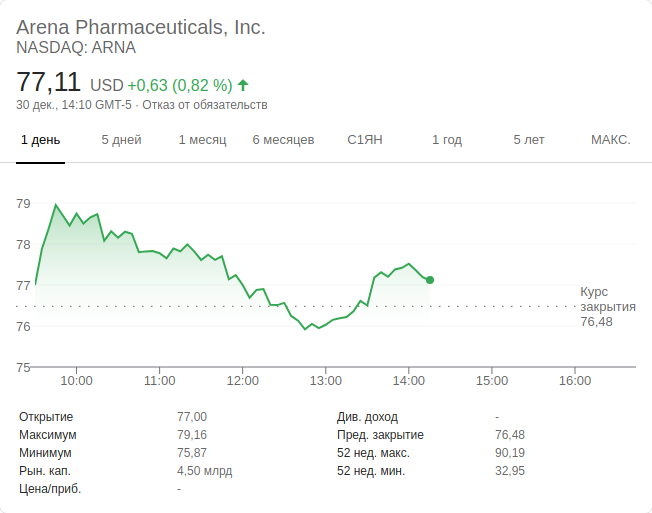 Arena Pharmaceuticals, Inc.
NASDAQ: ARNA
77,11 USD +0,63 (0,82 %)
30 дек., 14:10 GMT-5 · Отказ от обязательств
1 день 5 дней 1 месяц 6 месяцев С1ЯН 1 год 5 лет МАКС.
79
78
77
76
75
Курс
закрытия
76,48
10:00 11:00 12:00 13:00 14:00 15:00 16:00
Открытие 77,00 Див. доход -
Максимум 79,16 Пред. закрытие 76,48
Минимум 75,87 52 нед. макс. 90,19
Рын. кап. 4,50 млрд 52 нед. мин. 32,95
Цена/приб. -